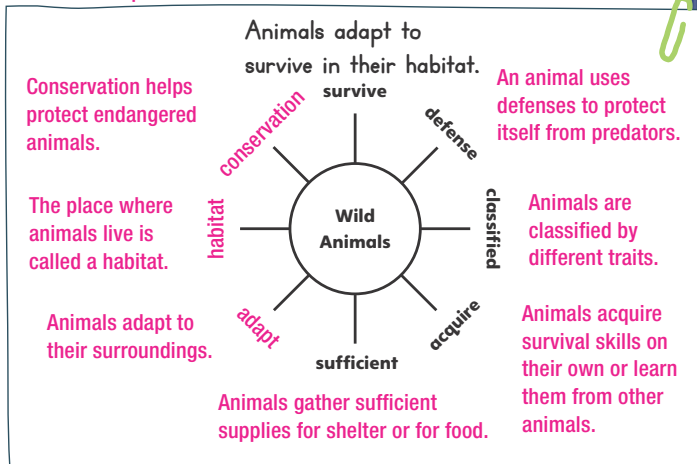 Animals adapt to
survive in their habitat.
survive
Conservation helps
protect endangered
animals.
conservation
An animal uses
defenses to protect
itself from predators.
defense
The place where
animals live is
called a habitat.
habitat
Wild
Animals
classified
Animals are
classified by
different traits.
Animals adapt to
their surroundings.
adapt
sufficient
acquire
Animals acquire
survival skills on
their own or learn
them from other
animals.
Animals gather sufficient
supplies for shelter or for food.